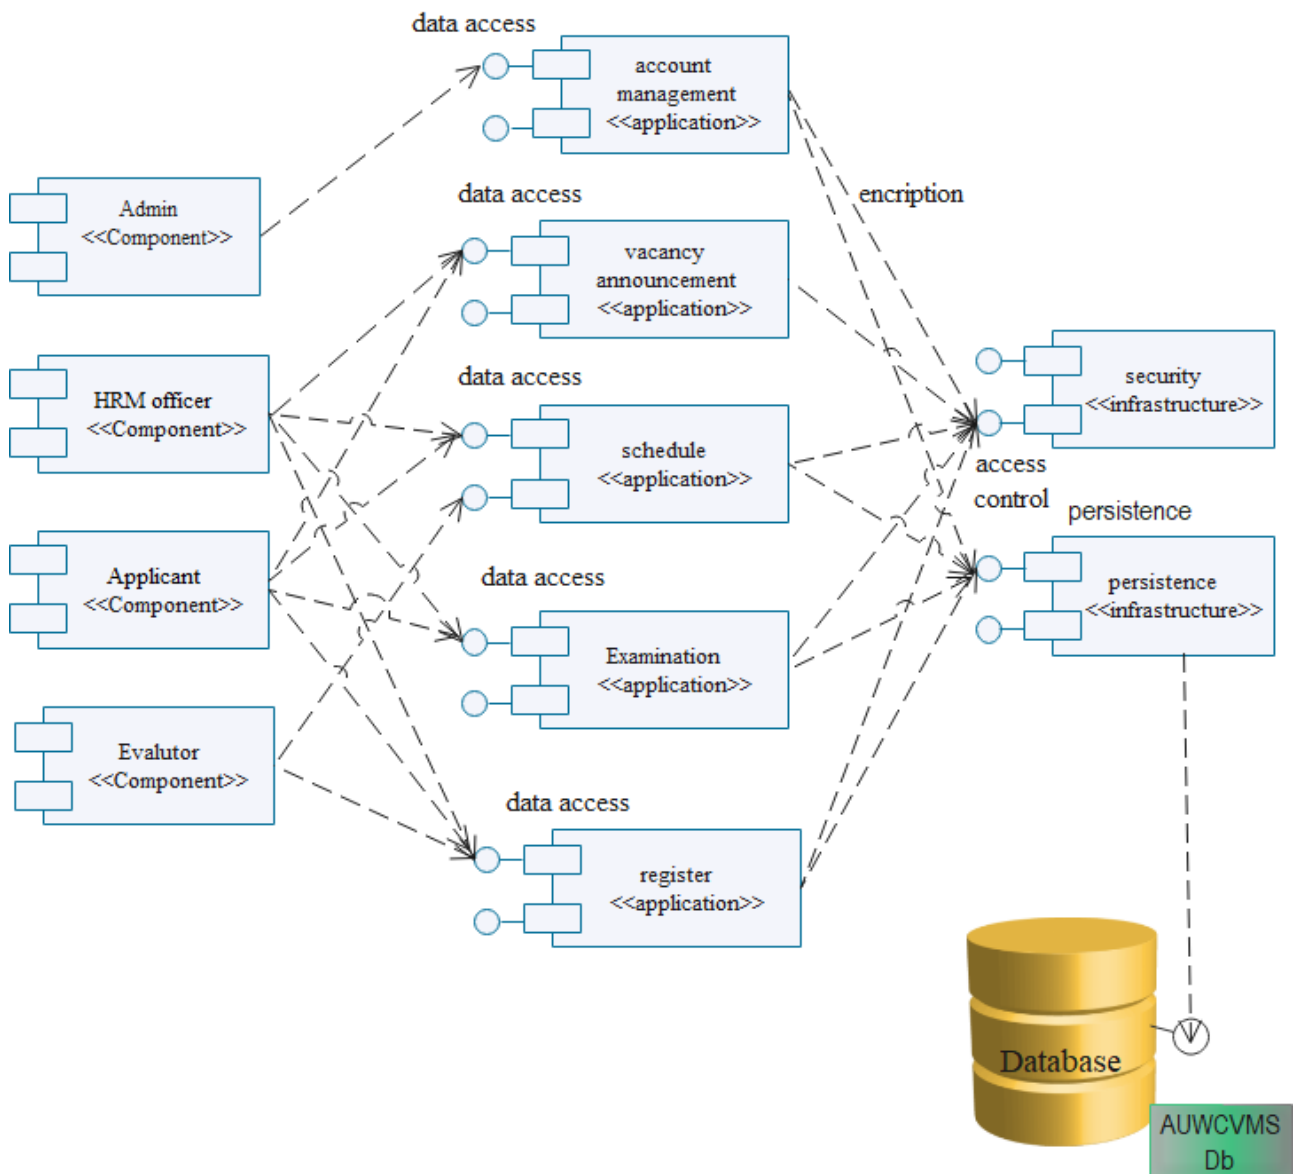 data access
account
management
<<application>>
Admin
<<Component>>
data access
encription
vacancy
announcement
<<application>>
HRM officer
<<Component>>
data access
schedule
<<application>>
security
<<infrastructure>>
access
control
persistence
Applicant
<<Component>>
data access
Examination
<<application>>
persistence
<<infrastructure>>
Evalutor
<<Component>>
data access
register
<<application>>
Database
AUWCVMS
Db